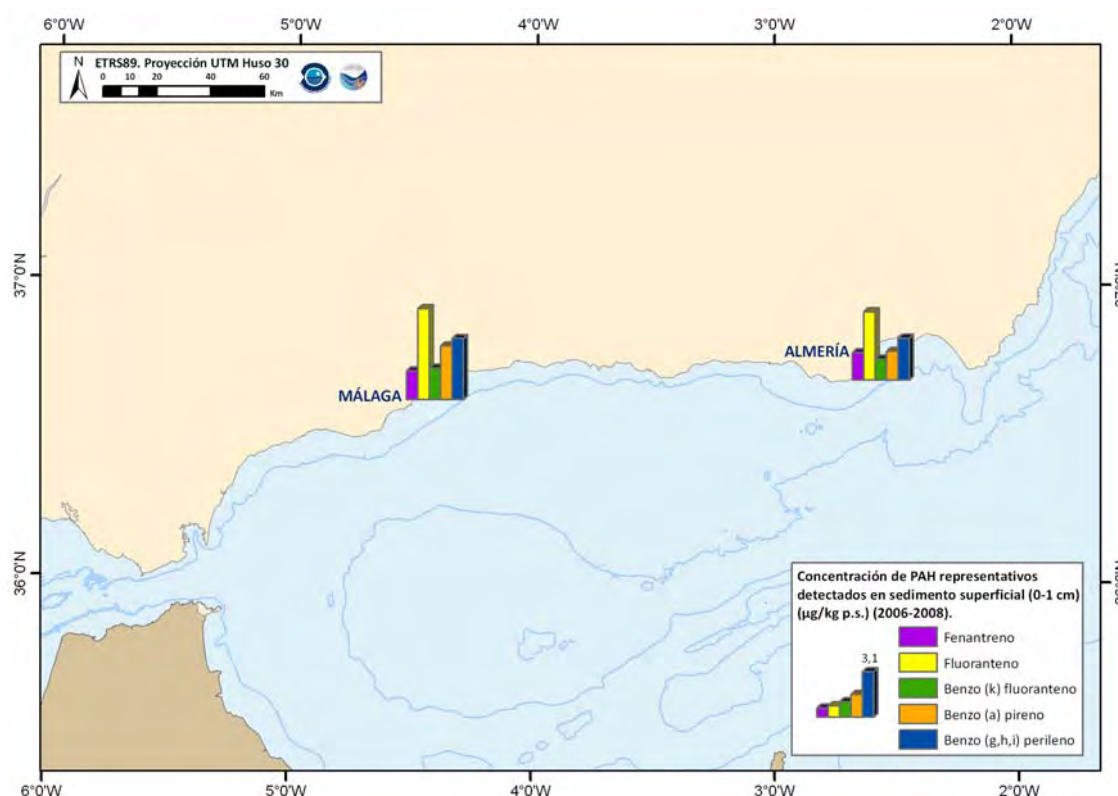 6°0'W 5°0'W 4°0'W 3°0'W 2°0'W
N ETRS89. Proyección UTM Huso 30
0 10 20 40 60
Km
37°0'N
MÁLAGA
ALMERÍA
36°0'N
Concentración de PAH representativos
detectados en sedimento superficial (0-1 cm)
(µg/kg p.s.) (2006-2008).
3,1
Fenantreno
Fluoranteno
Benzo (k) fluoranteno
Benzo (a) pireno
Benzo (g,h,i) perileno
6°0'W 5°0'W 4°0'W 3°0'W 2°0'W